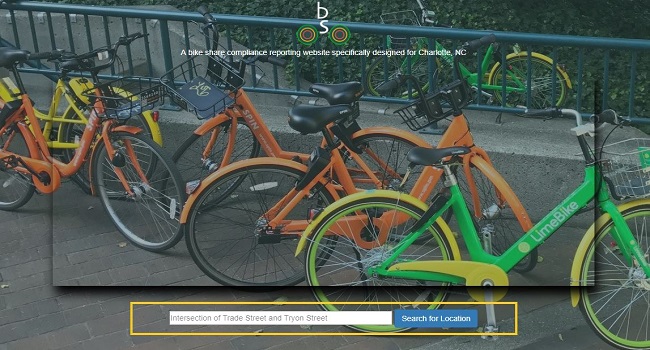 b
s
A bike share compliance reporting website specifically designed for Charlotte, NC
SPIN
LimeBike
Intersection of Trade Street and Tryon Street
Search for Location